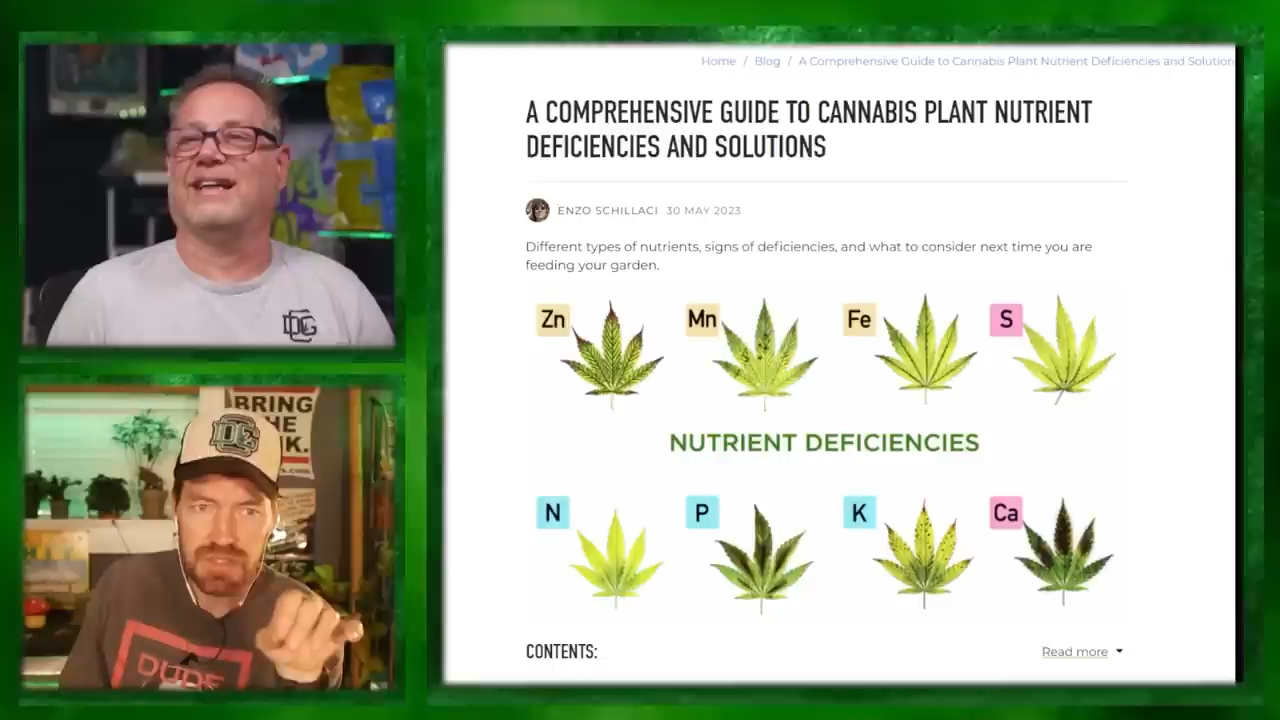 Home / Blog / A Comprehensive Guide to Cannabis Plant Nutrient Deficiencies and Solution
A COMPREHENSIVE GUIDE TO CANNABIS PLANT NUTRIENT
DEFICIENCIES AND SOLUTIONS
ENZO SCHILLACI 30 MAY 2023
Different types of nutrients, signs of deficiencies, and what to consider next time you are
feeding your garden.
Zn Mn Fe S
NUTRIENT DEFICIENCIES
N P K Ca
CONTENTS: Read more
DCG
BRING
HE
K.
DUDE